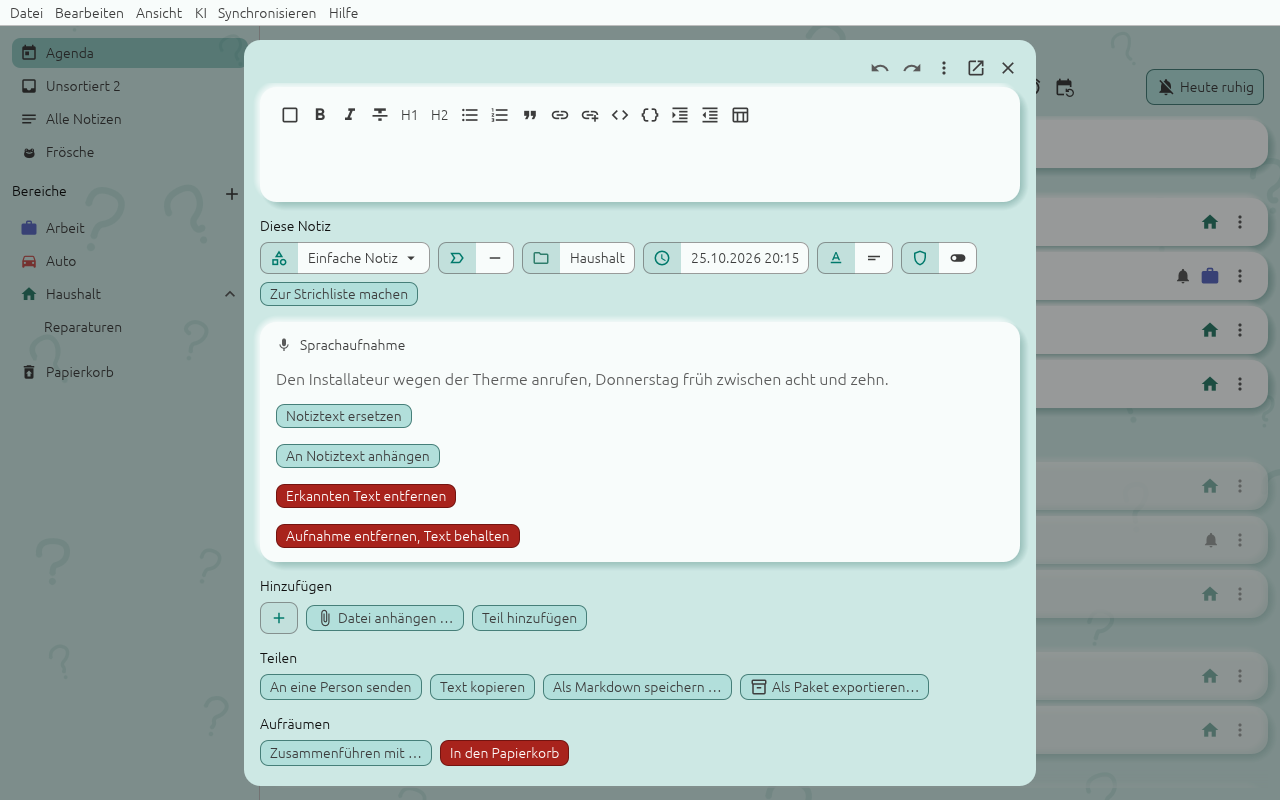 Datei Bearbeiten Ansicht KI Synchronisieren Hilfe
Agenda
Unsortiert 2
Alle Notizen
Frösche
Bereiche
Arbeit
Auto
Haushalt
Reparaturen
Papierkorb
Heute ruhig
B I H1 H2
Diese Notiz
Einfache Notiz
Haushalt
25.10.2026 20:15
Zur Strichliste machen
Sprachaufnahme
Den Installateur wegen der Therme anrufen, Donnerstag früh zwischen acht und zehn.
Notiztext ersetzen
An Notiztext anhängen
Erkannten Text entfernen
Aufnahme entfernen, Text behalten
Hinzufügen
Datei anhängen … Teil hinzufügen
Teilen
An eine Person senden Text kopieren Als Markdown speichern … Als Paket exportieren…
Aufräumen
Zusammenführen mit … In den Papierkorb